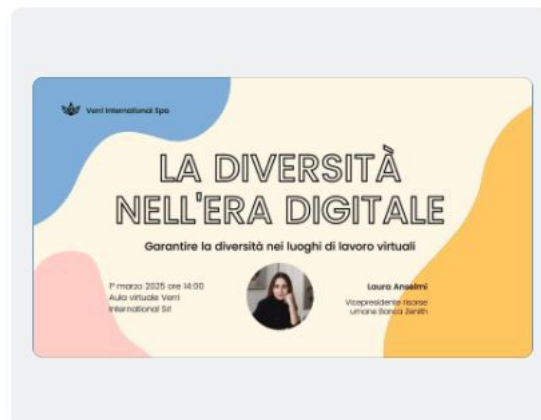 Verri International Spa
LA DIVERSITÀ
NELL'ERA DIGITALE
Garantire la diversità nei luoghi di lavoro virtuali
1° marzo 2025 ore 14:00
Aula virtuale Verri
International Srl
Laura Anselmi
Vicepresidente risorse
umane Banca Zenith